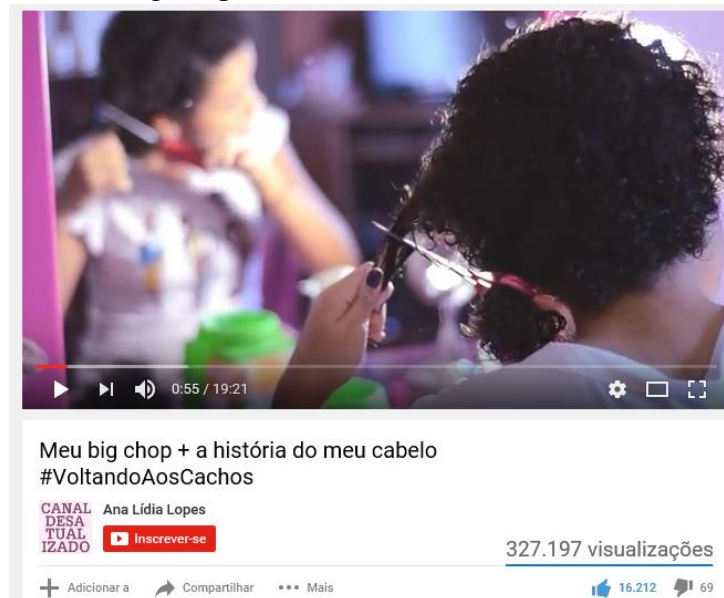 0:55 / 19:21
Meu big chop + a história do meu cabelo
#VoltandoAosCachos
CANAL
DESA
TUAL
IZADO
Ana Lídia Lopes
Inscrever-se
327.197 visualizações
Adicionar a Compartilhar Mais
16.212 69